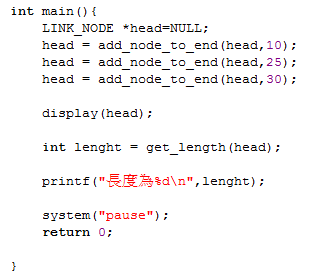 int main(){
LINK_NODE *head=NULL;
head = add_node_to_end(head,10);
head = add_node_to_end(head,25);
head = add_node_to_end(head,30);
display(head);
int lenght = get_length(head);
printf("長度為%d\n",lenght);
system("pause");
return 0;
}